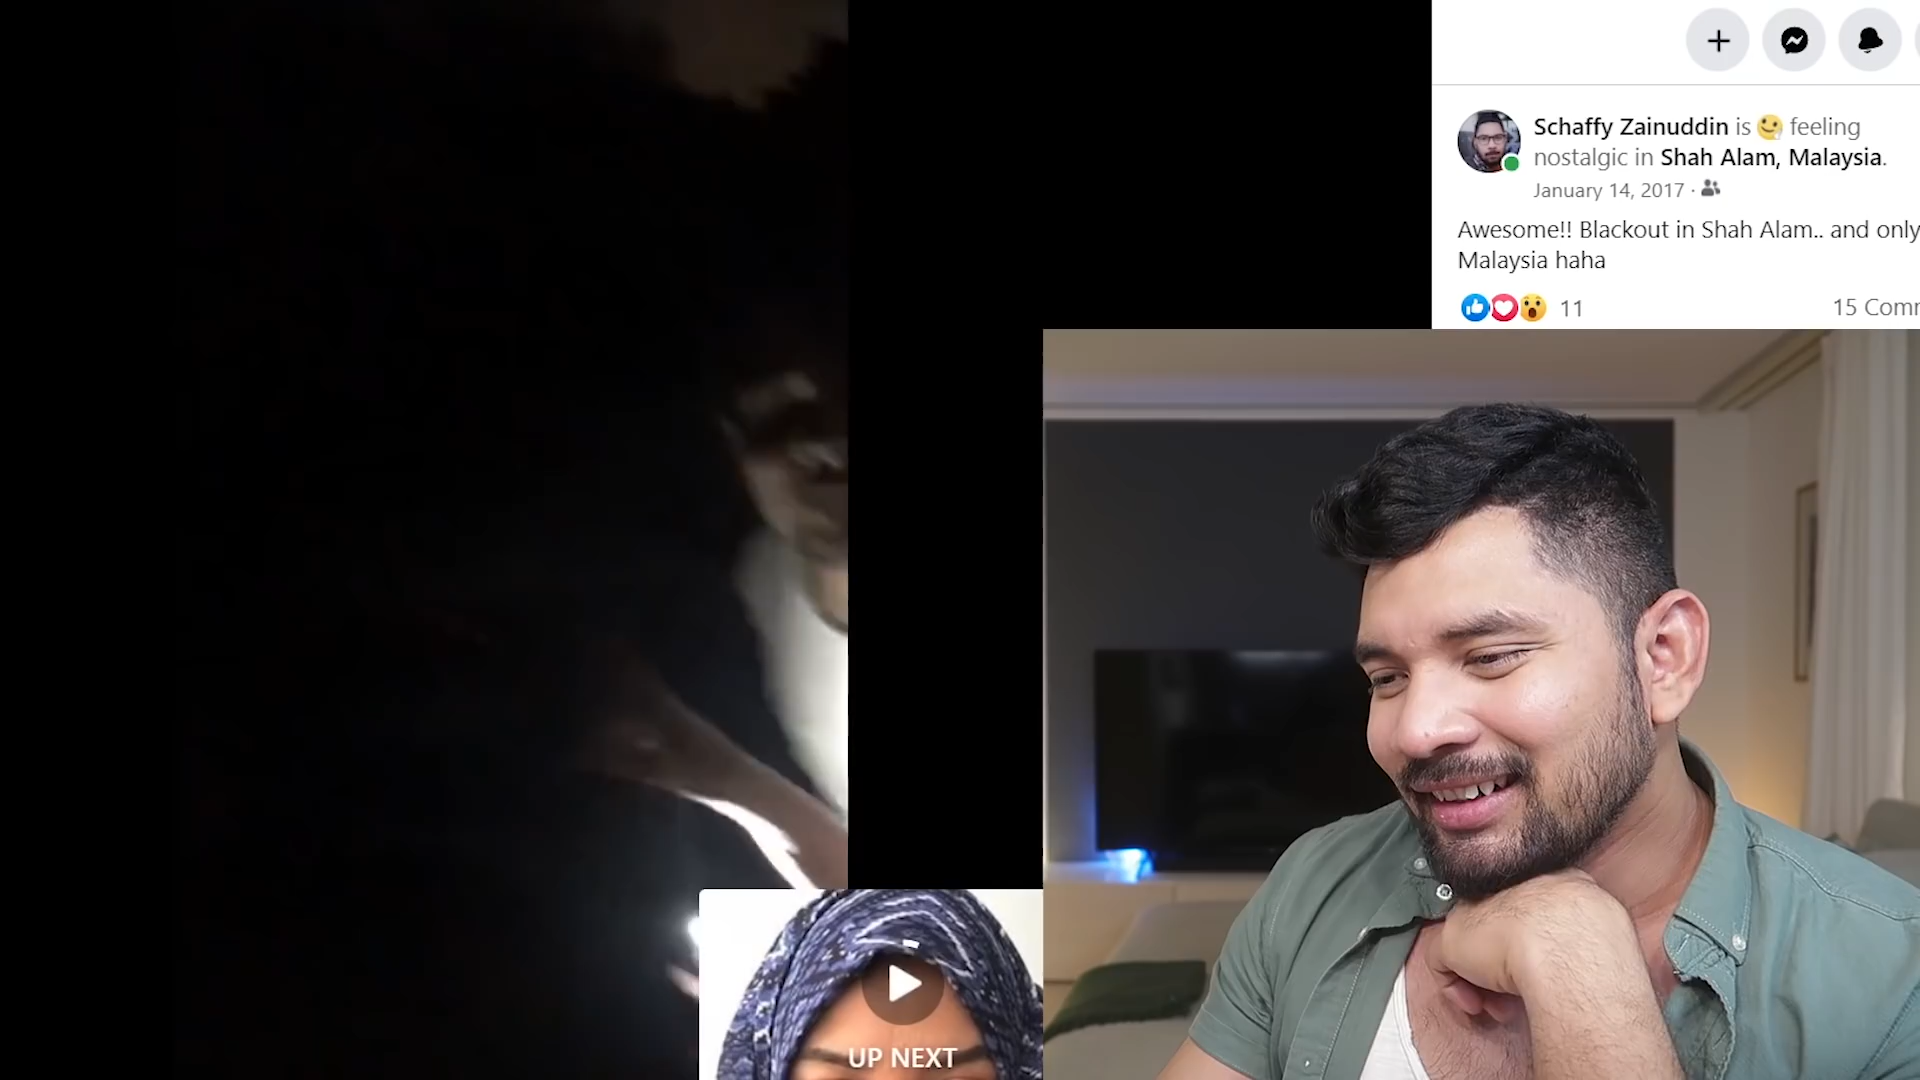 Schaffy Zainuddin is feeling
nostalgic in Shah Alam, Malaysia.
January 14, 2017 ·
Awesome!! Blackout in Shah Alam.. and only
Malaysia haha
11
15 Comm
UP NEXT